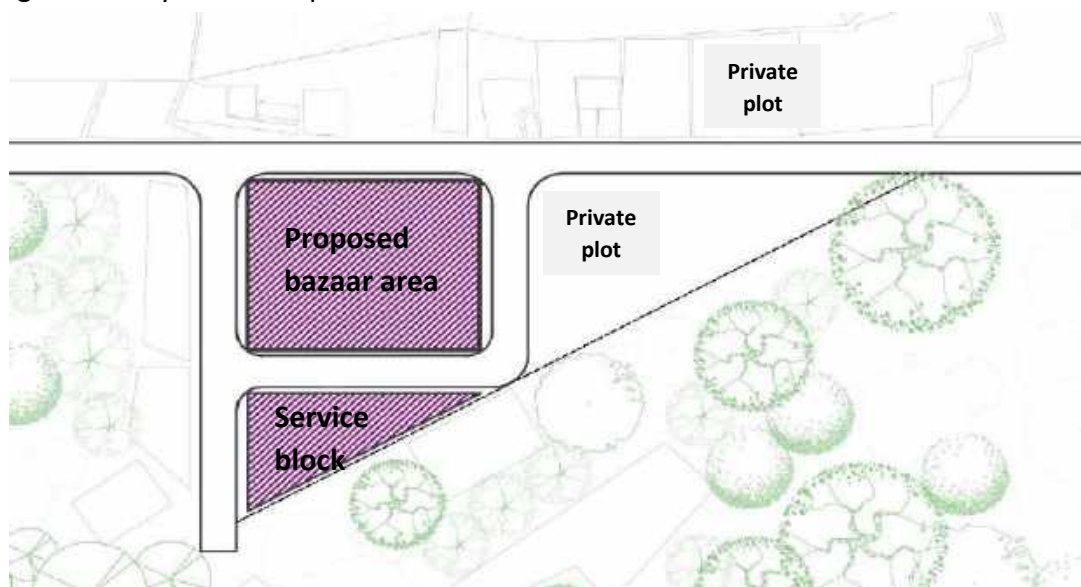 Private
plot
Private
plot
Proposed
bazaar area
Service
block